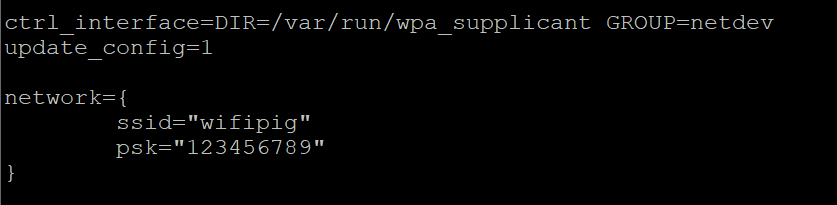 ctrl_interface=DIR=/var/run/wpa_supplicant GROUP=netdev
update_config=1
network={
ssid="wifipig"
psk="123456789"
}